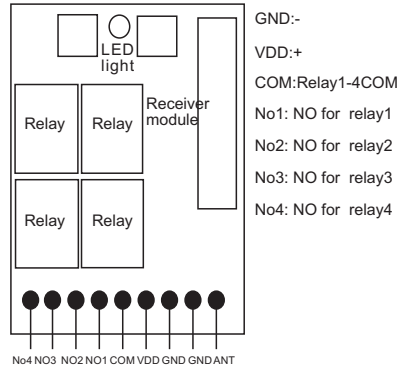 LED
light
Receiver
module
Relay Relay
Relay Relay
No4 NO3 NO2 NO1 COM VDD GND GND ANT
GND:-
VDD:+
COM:Relay1-4COM
No1: NO for relay1
No2: NO for relay2
No3: NO for relay3
No4: NO for relay4